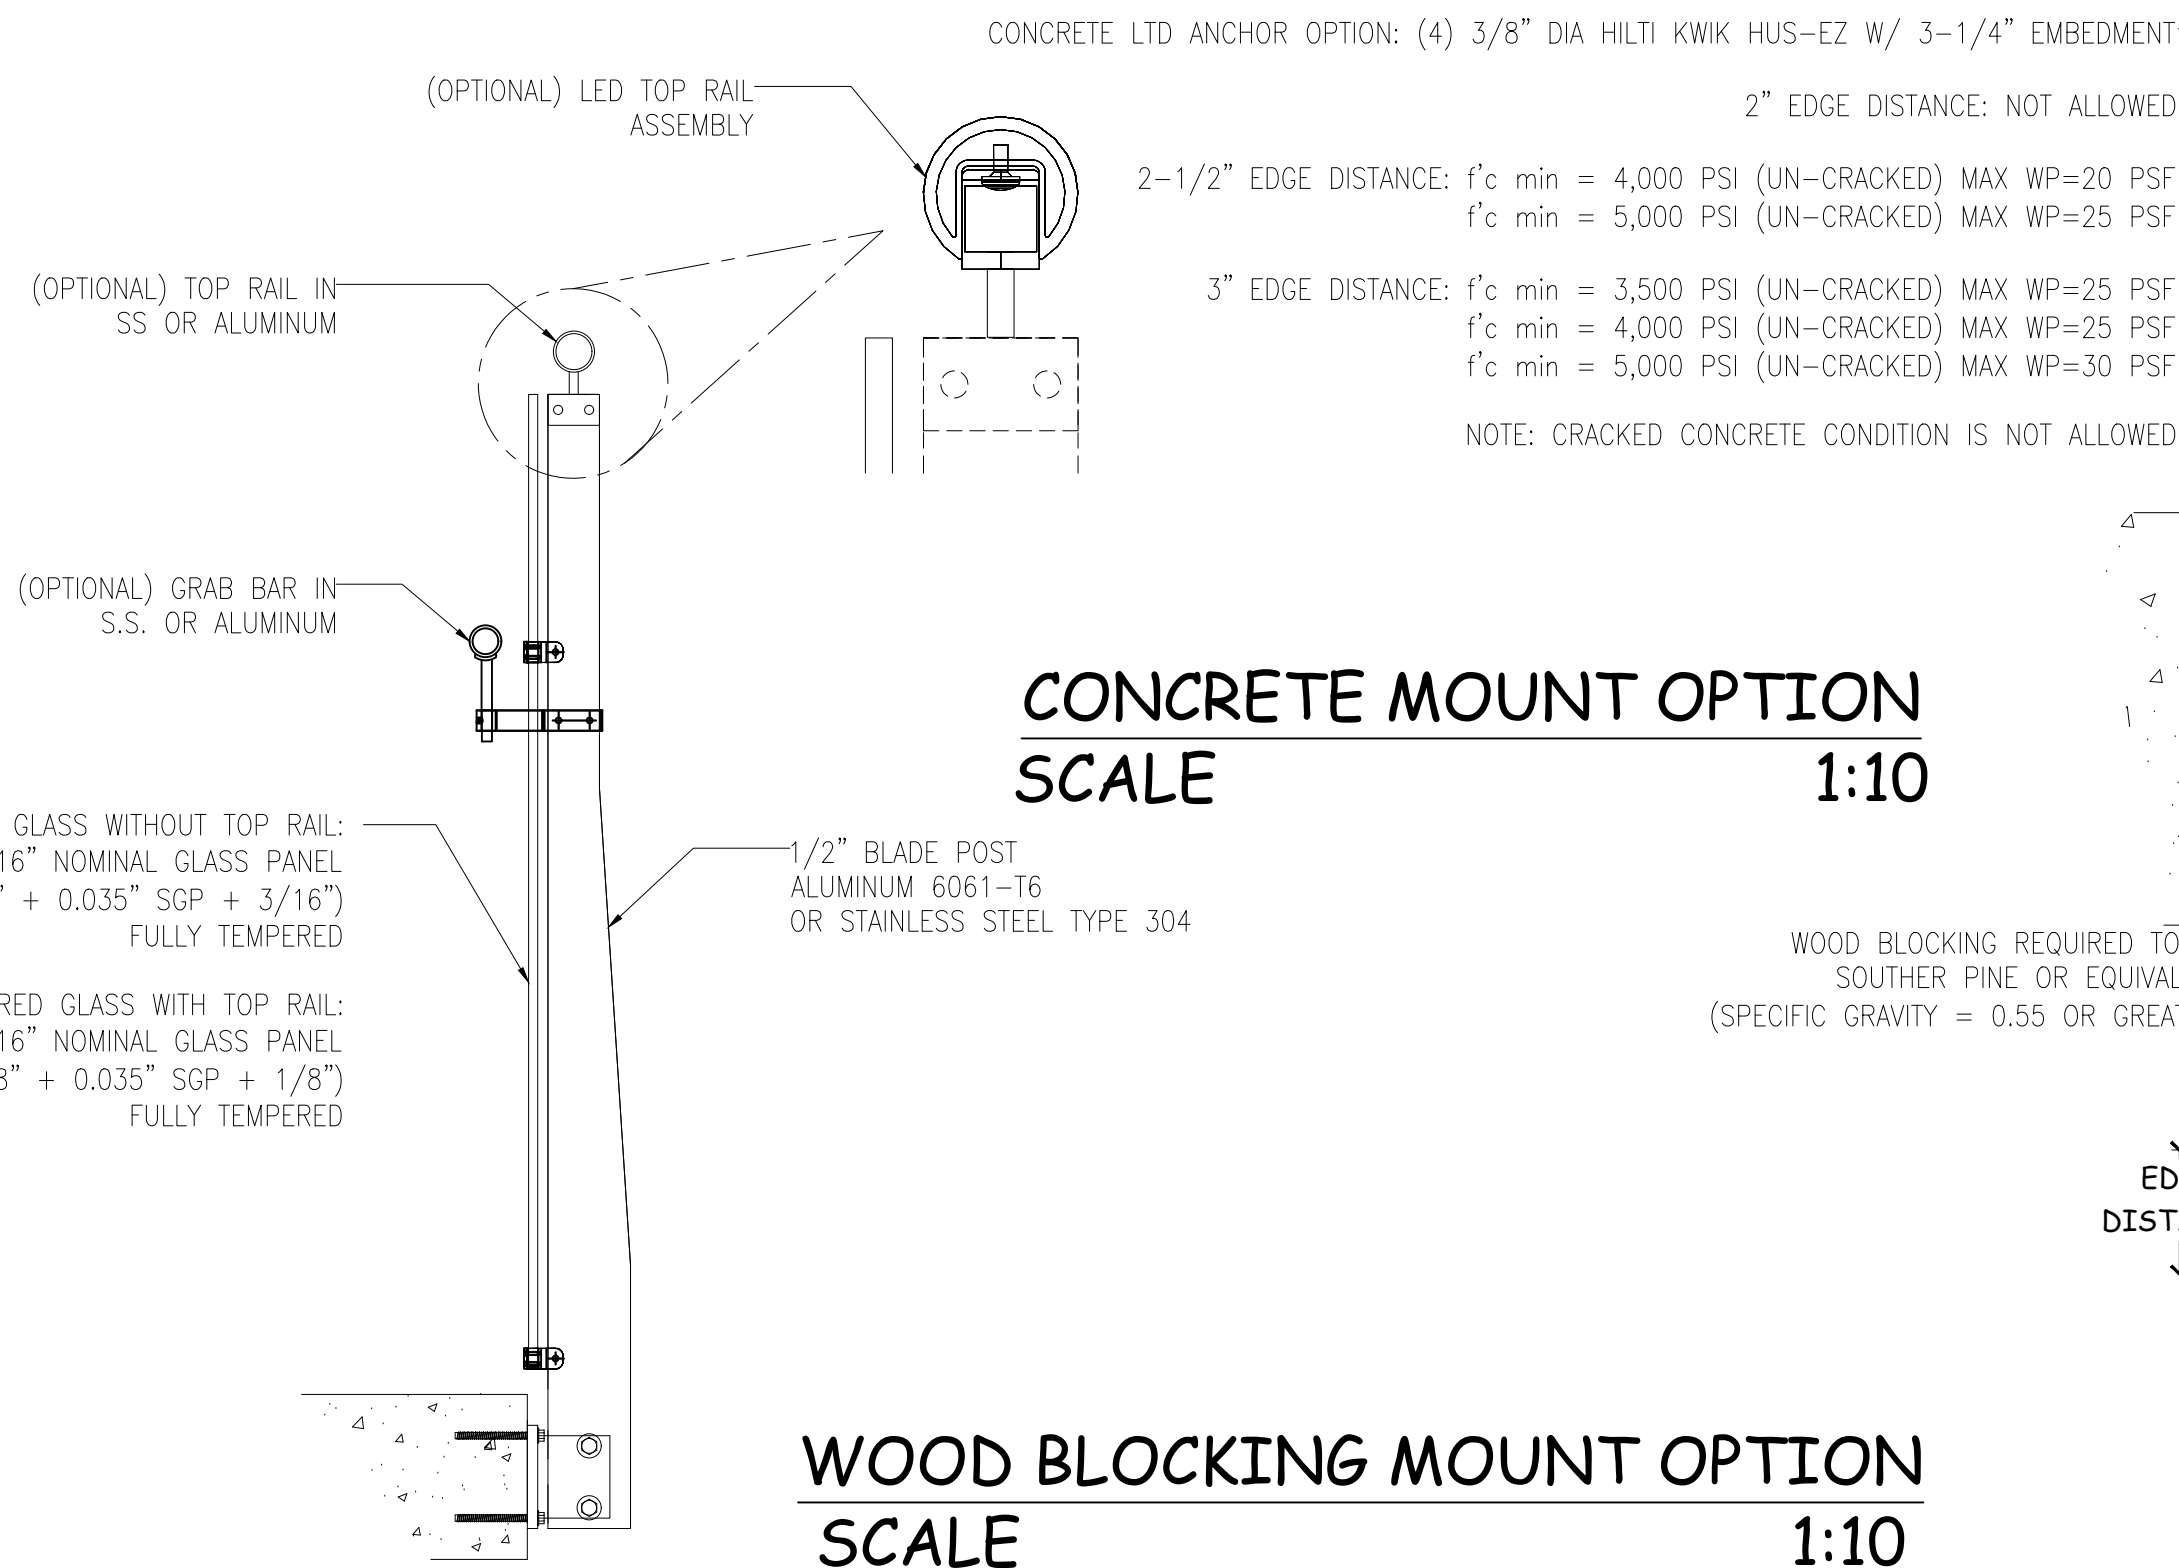 CONCRETE LTD ANCHOR OPTION: (4) 3/8" DIA HILTI KWIK HUS-EZ W/ 3-1/4" EMBEDMENT
2" EDGE DISTANCE: NOT ALLOWED
2-1/2" EDGE DISTANCE: f'c min = 4,000 PSI (UN-CRACKED) MAX WP=20 PSF
f'c min = 5,000 PSI (UN-CRACKED) MAX WP=25 PSF
3" EDGE DISTANCE: f'c min = 3,500 PSI (UN-CRACKED) MAX WP=25 PSF
f'c min = 4,000 PSI (UN-CRACKED) MAX WP=25 PSF
f'c min = 5,000 PSI (UN-CRACKED) MAX WP=30 PSF
NOTE: CRACKED CONCRETE CONDITION IS NOT ALLOWED
(OPTIONAL) LED TOP RAIL
ASSEMBLY
(OPTIONAL) TOP RAIL IN
SS OR ALUMINUM
(OPTIONAL) GRAB BAR IN
S.S. OR ALUMINUM
CONCRETE MOUNT OPTION
SCALE 1:10
GLASS WITHOUT TOP RAIL:
16" NOMINAL GLASS PANEL
" + 0.035" SGP + 3/16")
FULLY TEMPERED
RED GLASS WITH TOP RAIL:
16" NOMINAL GLASS PANEL
8" + 0.035" SGP + 1/8")
FULLY TEMPERED
1/2" BLADE POST
ALUMINUM 6061-T6
OR STAINLESS STEEL TYPE 304
WOOD BLOCKING REQUIRED TO
SOUTHER PINE OR EQUIVAL
(SPECIFIC GRAVITY = 0.55 OR GREAT
ED
DIST
WOOD BLOCKING MOUNT OPTION
SCALE 1:10